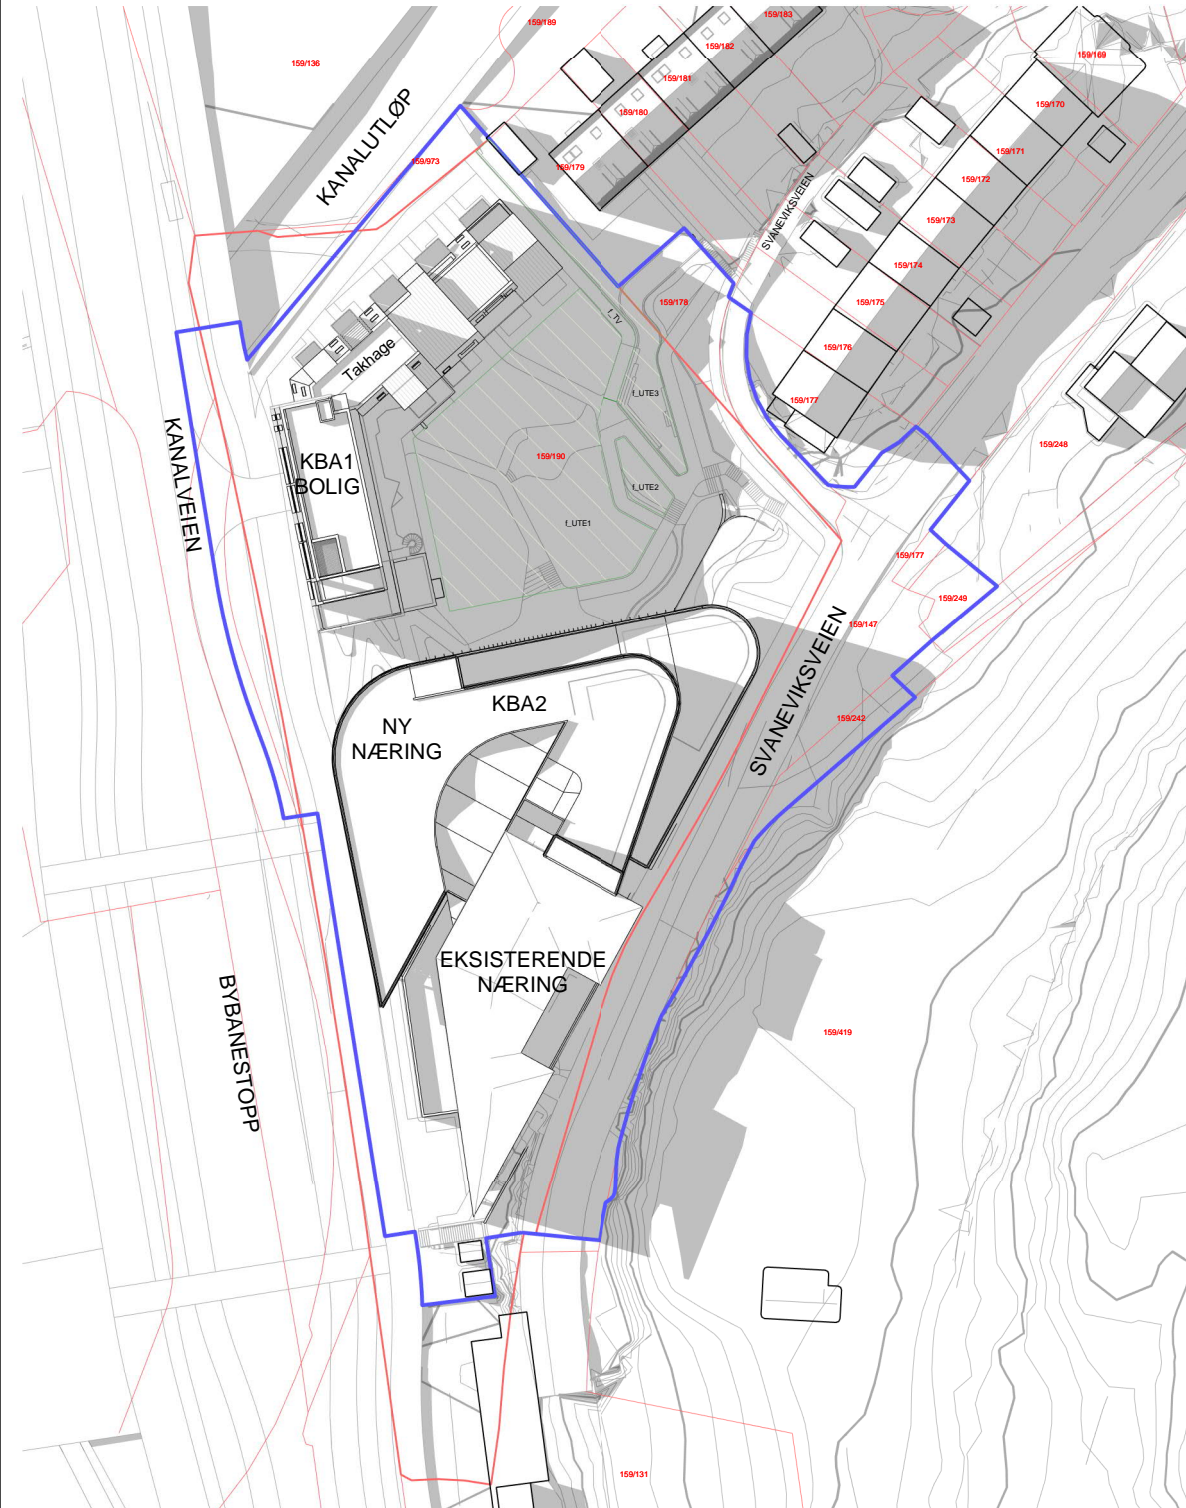 159/189
159/183
159/182
159/136
159/169
159/181
159/170
KANALUTLØP
159/180
159/171
159/973
159/179
159/172
SVANEVIKSVEIEN
159/173
159/174
159/178
159/175
f_TV
159/176
Takhage
f_UTE3
159/177
KANALVEIEN
159/248
KBA1
BOLIG
159/190
f_UTE2
f_UTE1
159/177
159/249
159/147
SVANEVIKSVEIEN
KBA2
NY
NÆRING
159/242
EKSISTERENDE
NÆRING
BYBANESTOPP
159/419
159/131